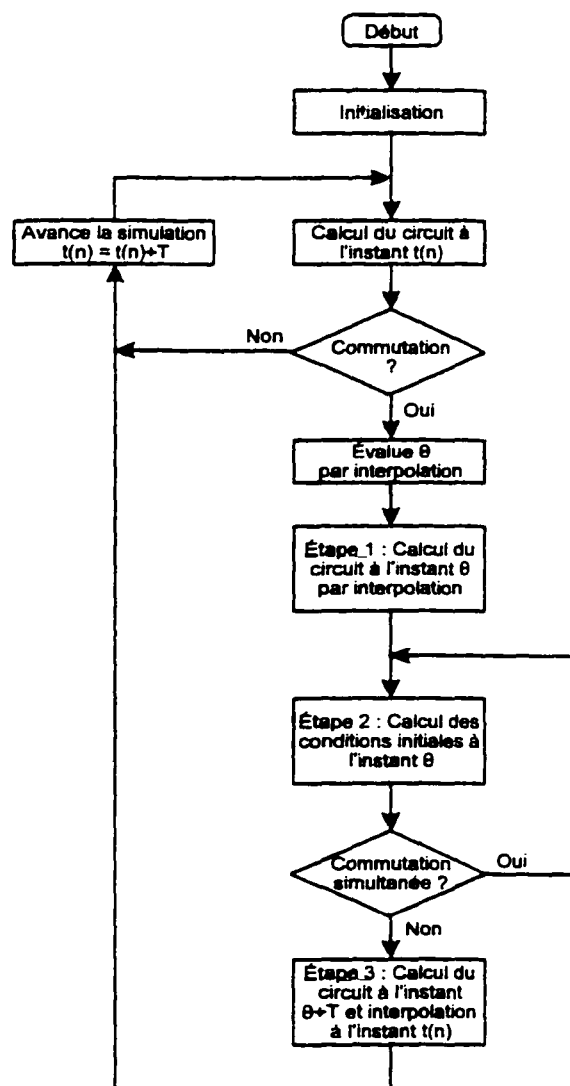 Début
Initialisation
Avance la simulation
t(n) = t(n)+T
Calcul du circuit à
l'instant t(n)
Non
Commutation
?
Oui
Évalue θ
par interpolation
Étape 1 : Calcul du
circuit à l'instant θ
par interpolation
Étape 2 : Calcul des
conditions initiales à
l'instant θ
Commutation
simultanée ?
Oui
Non
Étape 3 : Calcul du
circuit à l'instant
θ+T et interpolation
à l'instant t(n)